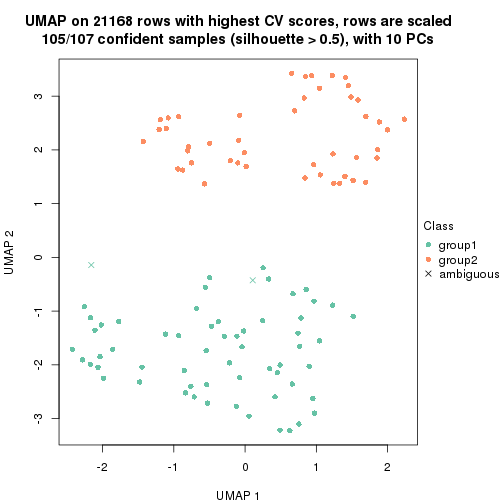 UMAP on 21168 rows with highest CV scores, rows are scaled
105/107 confident samples (silhouette > 0.5), with 10 PCs
3
2
1
0
-1
-2
-3
UMAP 2
-2
-1
0
1
2
UMAP 1
Class
group1
group2
ambiguous